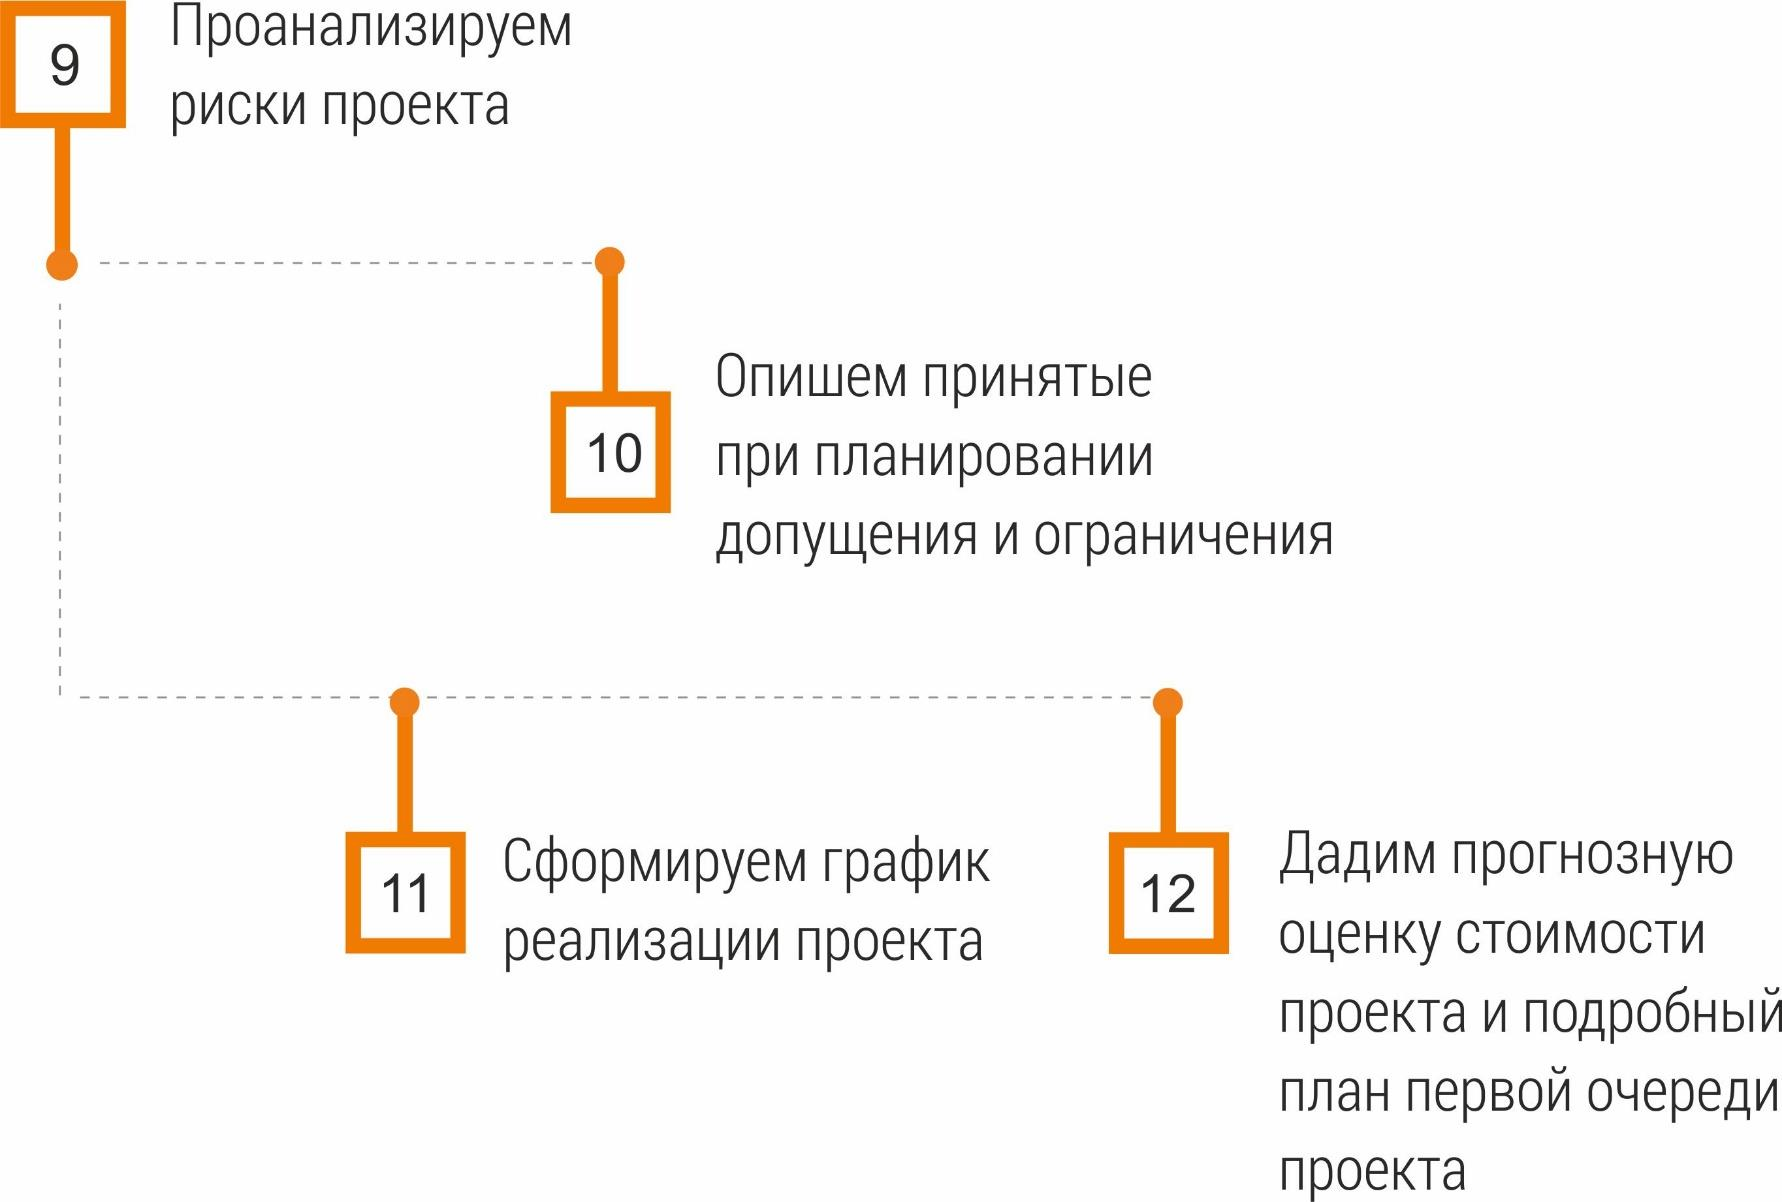 9
Проанализируем
риски проекта
10
Опишем принятые
при планировании
допущения и ограничения
11
Сформируем график
реализации проекта
12
Дадим прогнозную
оценку стоимости
проекта и подробный
план первой очереди
проекта